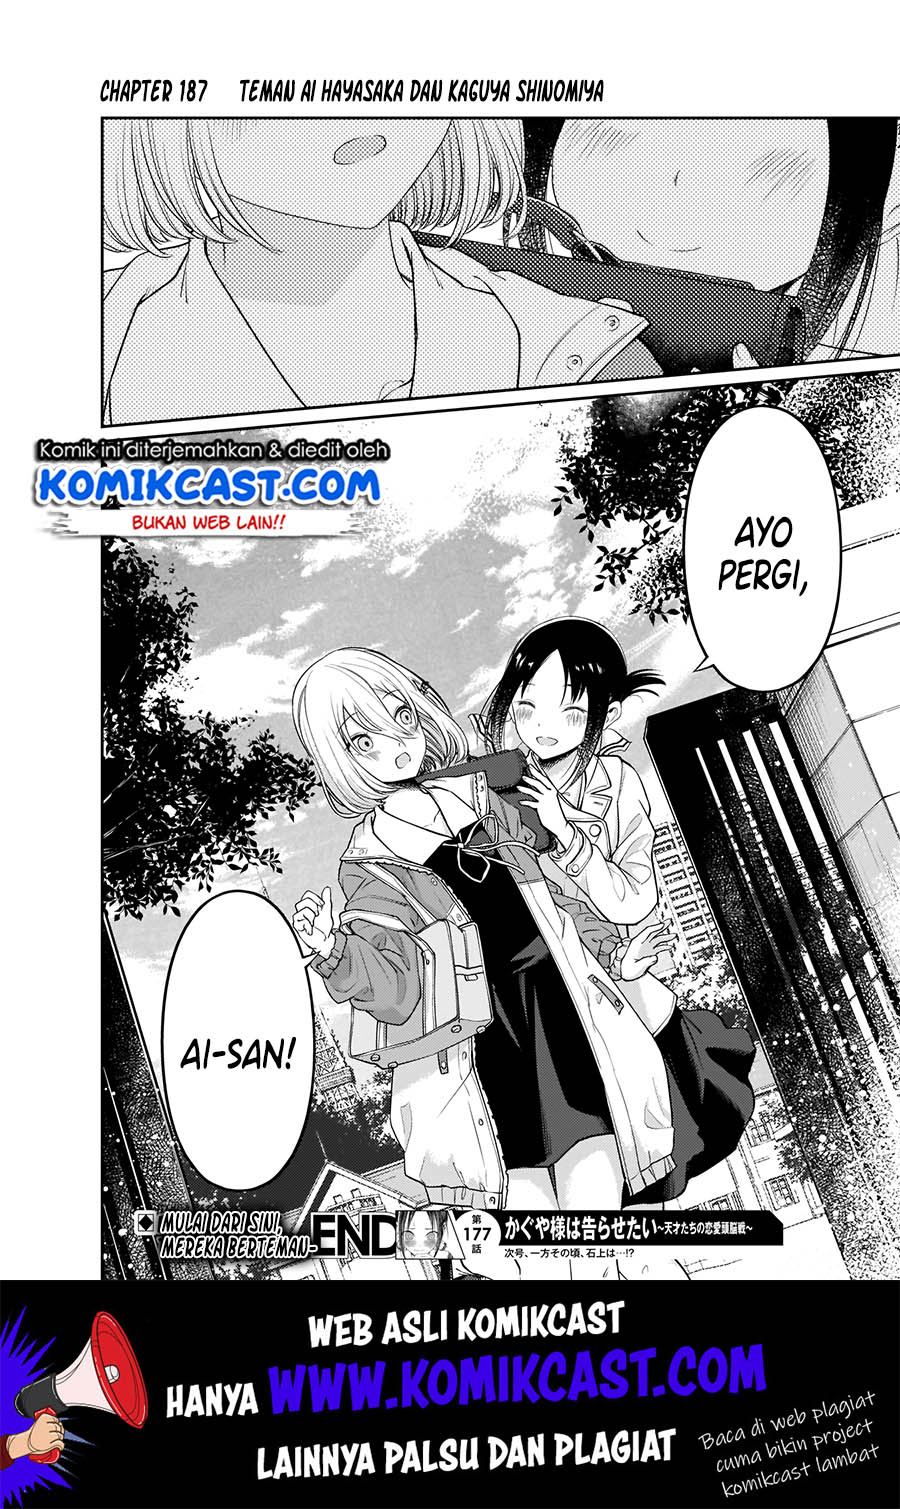 CHAPTER 187 TEMAN AI HAYASAKA DAN KAGUYA SHINOMIYA
Komik ini diterjemahkan & diedit oleh
KOMIKCAST.COM
BUKAN WEB LAIN!!
AYO
PERGI,
AI-SAN!
MULAI DARI SIJI,
MEREKA BERTEMAN-
END
第
177
話
かぐや様は告らせたい ～天才たちの恋愛頭脳戦～
次号、一方その頃、石上は…!?
WEB ASLI KOMIKCAST
HANYA WWW.KOMIKCAST.COM
LAINNYA PALSU DAN PLAGIAT
Baca di web plagiat
cuma bikin project
komikcast lambat